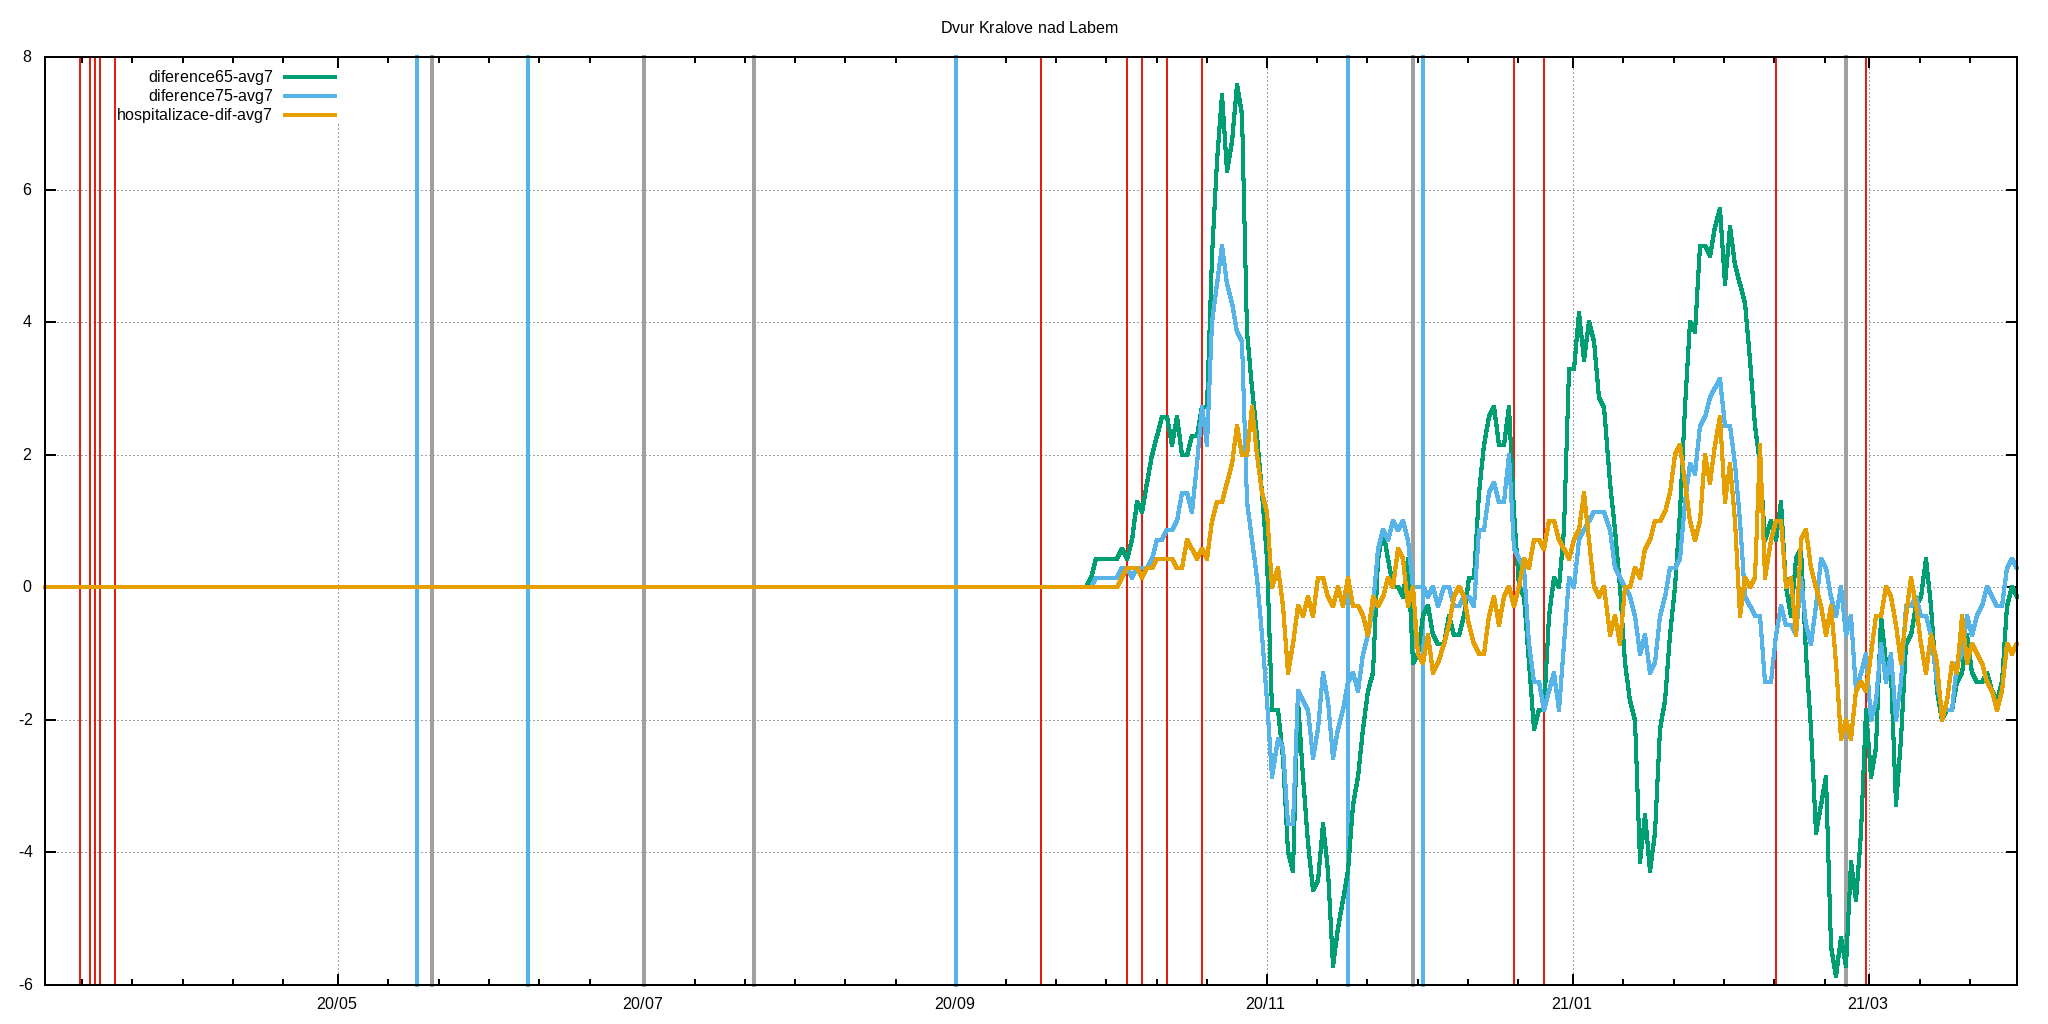 Dvur Kralove nad Labem
diference65-avg7
diference75-avg7
hospitalizace-dif-avg7
8
6
4
2
0
-2
-4
-6
20/05 20/07 20/09 20/11 21/01 21/03